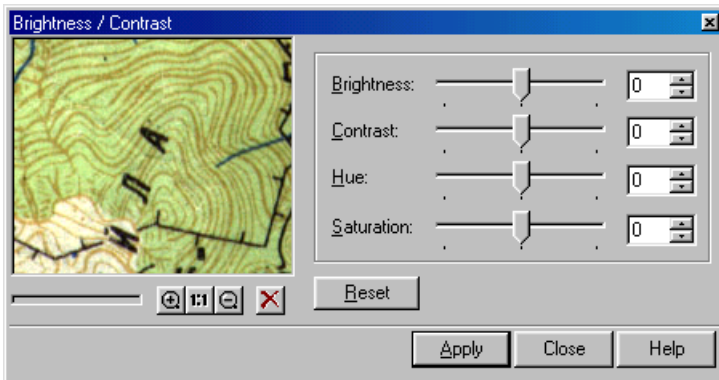 Brightness / Contrast
Brightness: 0
Contrast: 0
Hue: 0
Saturation: 0
И Л А
1:1
Reset
Apply Close Help